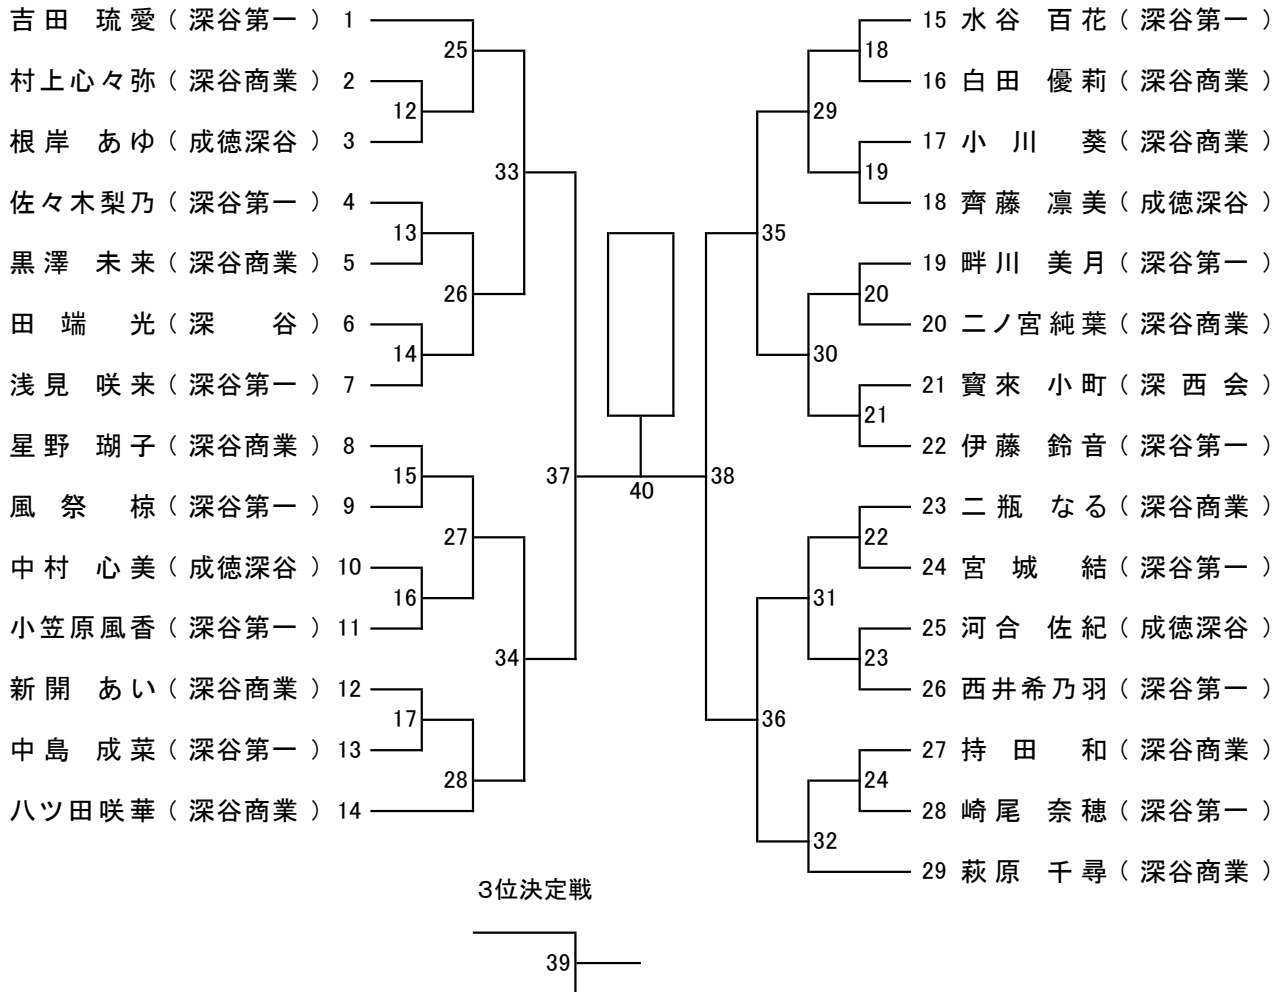 吉田 琉愛（深谷第一）1
村上心々弥（深谷商業）2
根岸 あゆ（成徳深谷）3
佐々木梨乃（深谷第一）4
黒澤 未来（深谷商業）5
田端 光（深 谷）6
浅見 咲来（深谷第一）7
星野 瑚子（深谷商業）8
風祭 椋（深谷第一）9
中村 心美（成徳深谷）10
小笠原風香（深谷第一）11
新開 あい（深谷商業）12
中島 成菜（深谷第一）13
八ツ田咲華（深谷商業）14
25
12
33
13
26
14
15
37
27
16
34
17
28
40
18
29
19
35
20
30
21
38
22
31
23
36
24
32
15 水谷 百花（深谷第一）
16 白田 優莉（深谷商業）
17 小川 葵（深谷商業）
18 齊藤 凛美（成徳深谷）
19 畔川 美月（深谷第一）
20 二ノ宮純葉（深谷商業）
21 寳來 小町（深西会）
22 伊藤 鈴音（深谷第一）
23 二瓶 なる（深谷商業）
24 宮城 結（深谷第一）
25 河合 佐紀（成徳深谷）
26 西井希乃羽（深谷第一）
27 持田 和（深谷商業）
28 崎尾 奈穂（深谷第一）
29 萩原 千尋（深谷商業）
3位決定戦
39